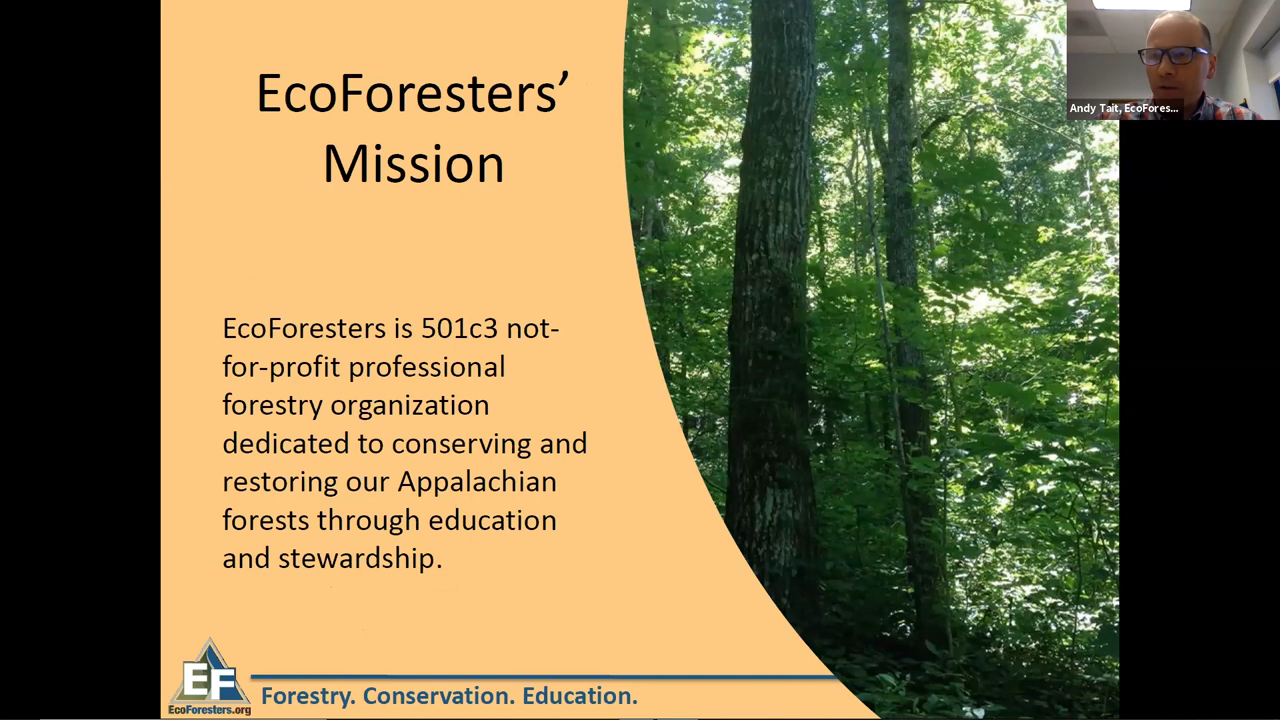 EcoForesters’
Mission
EcoForesters is 501c3 not-
for-profit professional
forestry organization
dedicated to conserving and
restoring our Appalachian
forests through education
and stewardship.
EF
EcoForesters.org
Forestry. Conservation. Education.
Andy Tait, EcoFores...